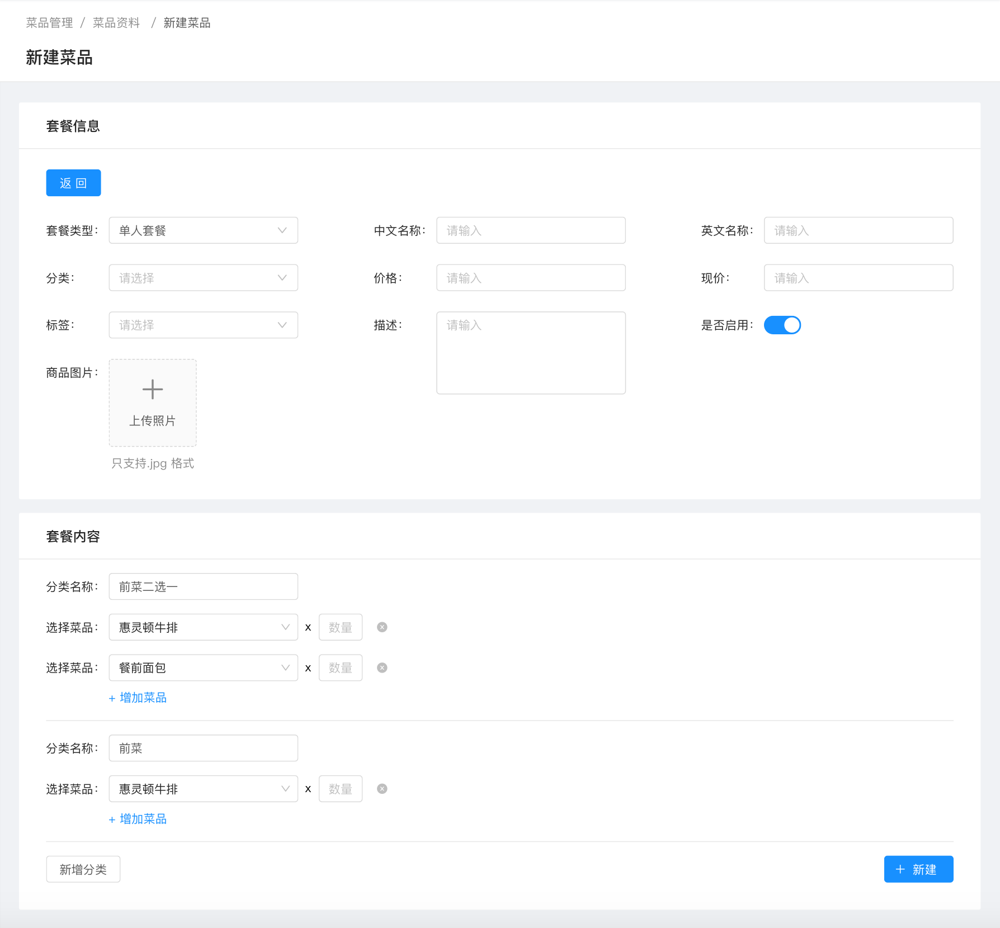 菜品管理 / 菜品资料 / 新建菜品
新建菜品
套餐信息
返 回
套餐类型： 单人套餐 中文名称： 请输入 英文名称： 请输入
分类： 请选择 价格： 请输入 现价： 请输入
标签： 请选择 描述： 请输入 是否启用：
商品图片：
上传照片
只支持.jpg 格式
套餐内容
分类名称： 前菜二选一
选择菜品： 惠灵顿牛排 x 数量
选择菜品： 餐前面包 x 数量
+ 增加菜品
分类名称： 前菜
选择菜品： 惠灵顿牛排 x 数量
+ 增加菜品
新增分类 + 新建